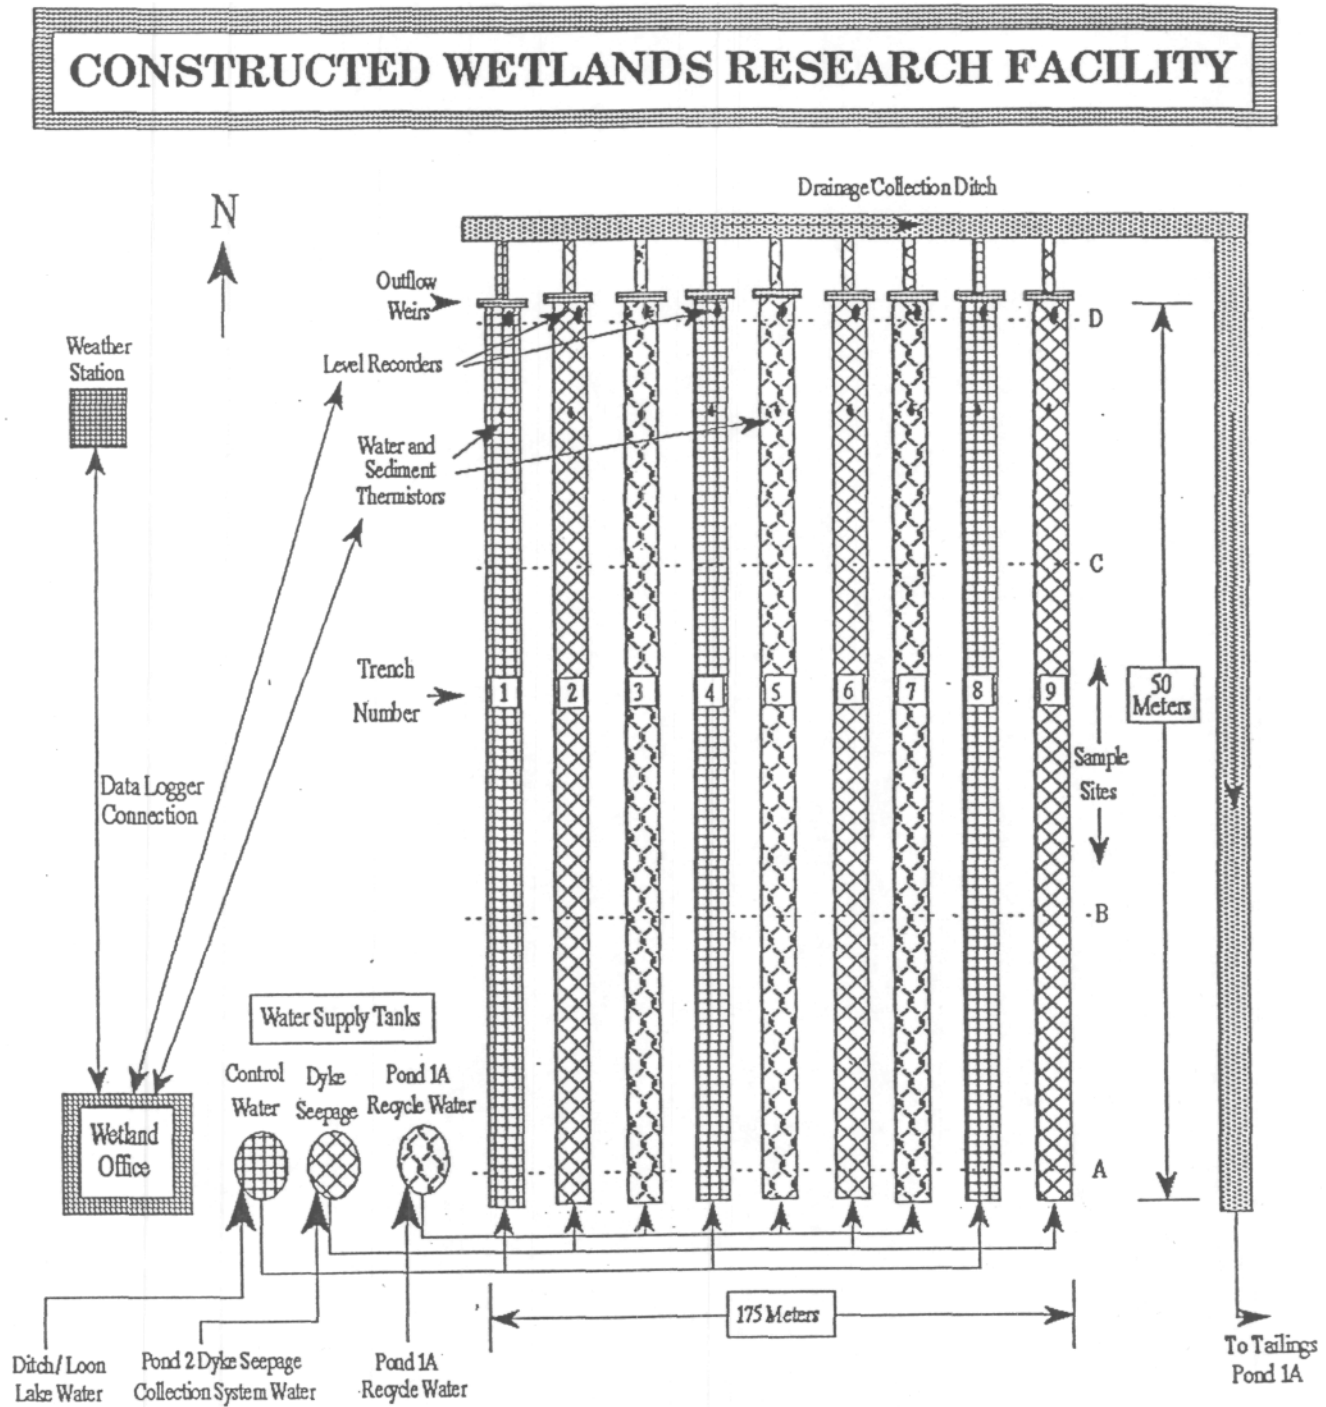 CONSTRUCTED WETLANDS RESEARCH FACILITY
Drainage/Collection Ditch
N
Outflow
Weirs
D
Weather
Station
Level Recorders
Water and
Sediment
Thermistors
C
Trench
Number
1 2 3 4 5 6 7 8 9
50
Meters
Sample
Sites
Data Logger
Connection
B
Water Supply Tanks
Control
Water
Dyke
Seepage
Pond 1A
Recycle Water
Wetland
Office
A
175 Meters
Ditch/Loon
Lake Water
Pond 2 Dyke Seepage
Collection System Water
Pond 1A
Recycle Water
To Tailings
Pond 1A